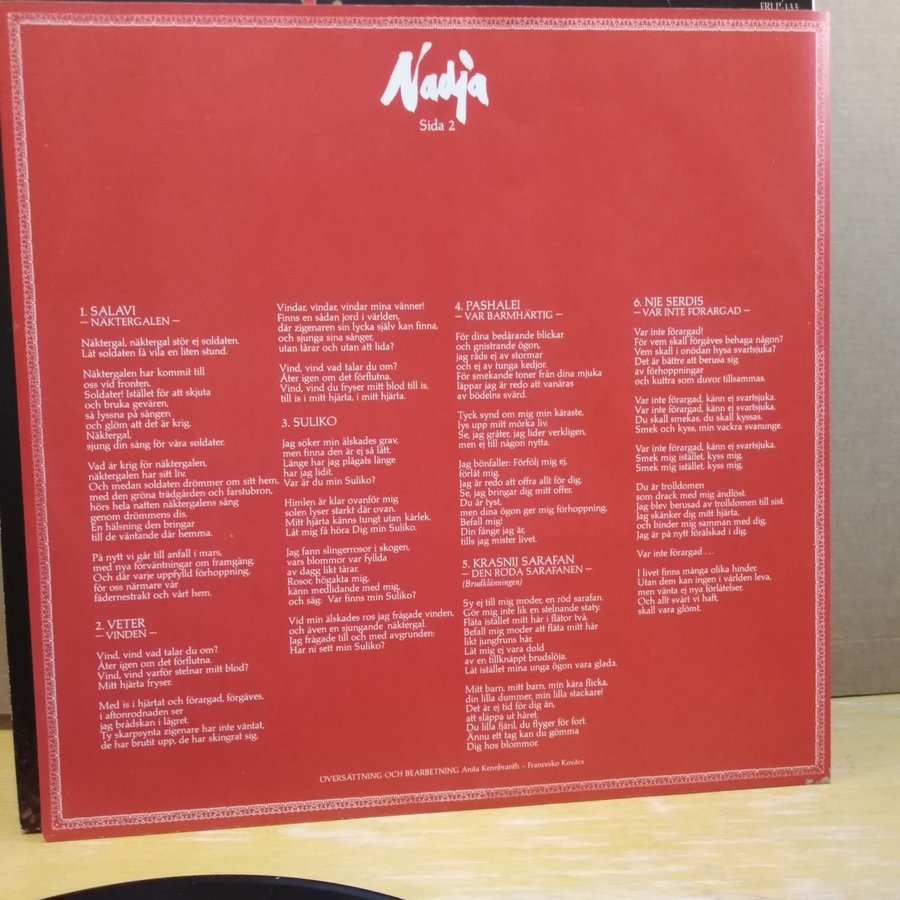 FRLP 133
Nadja
Sida 2
1. SALAVI
– NÄKTERGALEN –
Näktergal, näktergal stör ej soldaten.
Låt soldaten få vila en liten stund.
Näktergalen har kommit till
oss vid fronten.
Soldater! Istället för att skjuta
och bruka gevären,
så lyssna på sången
och glöm att det är krig.
Näktergal,
sjung din sång för våra soldater.
Vad är krig för näktergalen,
näktergalen har sitt liv.
Och medan soldaten drömmer om sitt hem,
med den gröna trädgården och farstubron,
hörs hela natten näktergalens sång
genom drömmens dis.
En hälsning den bringar
till de väntande där hemma.
På nytt vi går till anfall i mars,
med nya förväntningar om framgång,
Och där varje uppfylld förhoppning,
för oss närmare vår
fädernestrakt och vårt hem.
2. VETER
– VINDEN –
Vind, vind vad talar du om?
Åter igen om det förflutna.
Vind, vind varför stelnar mitt blod?
Mitt hjärta fryser.
Med is i hjärtat och förargad, förgäves,
i aftonrodnaden ser
jag brådskan i lägret.
Ty skarpsynta zigenare har inte väntat,
de har brutit upp, de har skingrat sig.
Vindar, vindar, vindar mina vänner!
Finns en sådan jord i världen,
där zigenaren sin lycka själv kan finna,
och sjunga sina sånger,
utan tårar och utan att lida?
Vind, vind vad talar du om?
Åter igen om det förflutna.
Vind, vind du fryser mitt blod till is,
till is i mitt hjärta, i mitt hjärta.
3. SULIKO
Jag söker min älskades grav,
men finna den är ej så lätt.
Länge har jag plågats länge
har jag lidit.
Var är du min Suliko?
Himlen är klar ovanför mig
solen lyser starkt där ovan.
Mitt hjärta känns tungt utan kärlek,
Låt mig få höra Dig min Suliko.
Jag fann slingerrosor i skogen,
vars blommor var fyllda
av dagg likt tårar.
Rosor, högakta mig,
känn medlidande med mig,
och säg: Var finns min Suliko?
Vid min älskades ros jag frågade vinden,
och även en sjungande näktergal.
Jag frågade till och med avgrunden:
Har ni sett min Suliko?
4. PASHALEI
– VAR BARMHÄRTIG –
För dina bedårande blickar
och gnistrande ögon,
jag räds ej av stormar
och ej av tunga kedjor.
För smekande toner från dina mjuka
läppar jag är redo att vanäras
av bödelns svärd.
Tyck synd om mig min käraste,
lys upp mitt mörka liv.
Se, jag gråter, jag lider verkligen,
men ej till någon nytta.
Jag bönfaller: Förfölj mig ej,
förlåt mig.
Jag är redo att offra allt för dig.
Se, jag bringar dig mitt offer.
Du är tyst,
men dina ögon ger mig förhoppning.
Befall mig!
Din fånge jag är,
tills jag mister livet.
5. KRASNIJ SARAFAN
– DEN RÖDA SARAFANEN –
(Brudklänningen)
Sy ej till mig moder, en röd sarafan.
Gör mig inte lik en stelnande staty.
Fläta istället mitt hår i flätor två.
Befall mig moder att fläta mitt hår
likt jungfruns hår.
Låt mig ej vara dold
av en tillknäppt brudslöja.
Låt istället mina unga ögon vara glada.
Mitt barn, mitt barn, min kära flicka,
din lilla dummer, min lilla stackare!
Det är ej tid för dig än,
att släppa ut håret.
Du lilla fjäril, du flyger för fort.
Ännu ett tag kan du gömma
Dig hos blommor.
6. NJE SERDIS
– VAR INTE FÖRARGAD –
Var inte förargad!
För vem skall förgäves behaga någon?
Vem skall i onödan hysa svartsjuka?
Det är bättre att berusa sig
av förhoppningar
och kuttra som duvor tillsammas.
Var inte förargad, känn ej svartsjuka.
Var inte förargad, känn ej svartsjuka.
Du skall smekas, du skall kyssas.
Smek och kyss, min vackra svanunge.
Var inte förargad, känn ej svartsjuka.
Smek mig istället, kyss mig.
Smek mig istället, kyss mig.
Du är trolldomen
som drack med mig ändlöst.
Jag blev berusad av trolldomen till sist.
Jag skänker dig mitt hjärta,
och binder mig samman med dig.
Jag är på nytt förälskad i dig.
Var inte förargad . . .
I livet finns många olika hinder,
Utan dem kan ingen i världen leva,
men vänta ej nya förlåtelser.
Och allt svårt vi haft,
skall vara glömt.
ÖVERSÄTTNING OCH BEARBETNING Anita Kennbranth – Francesko Kovács